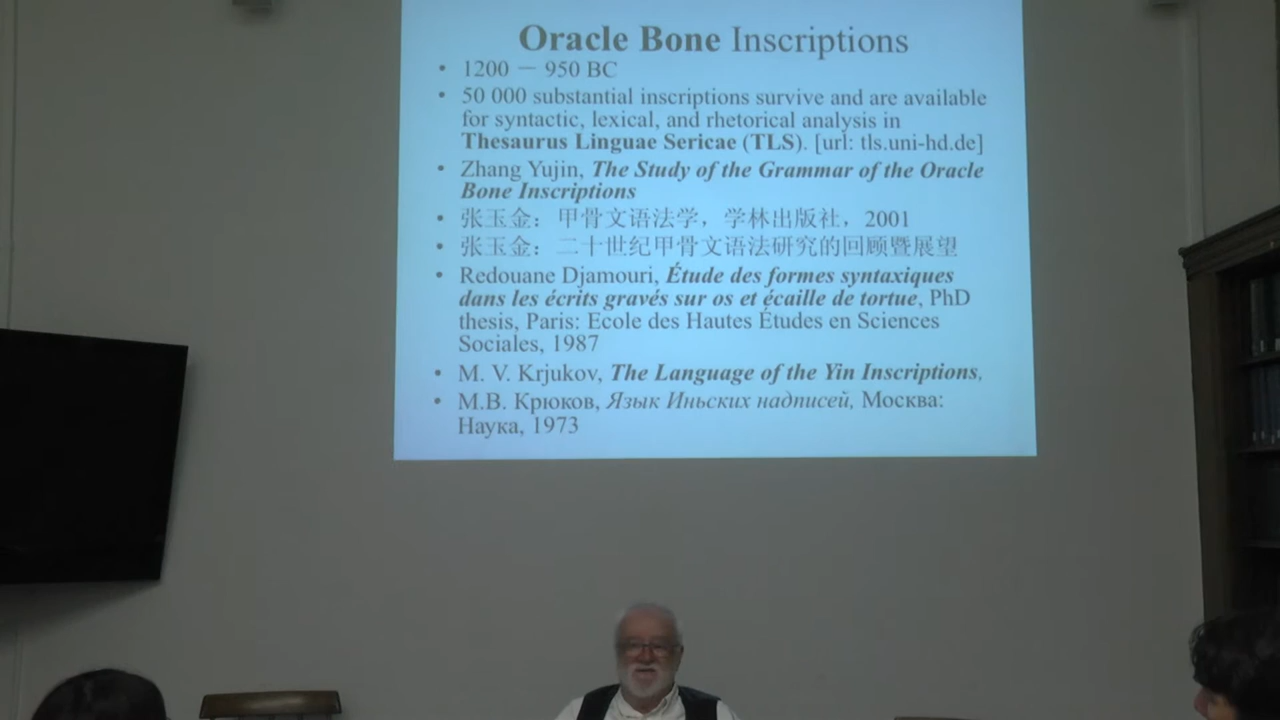 Oracle Bone Inscriptions
• 1200 – 950 BC
• 50 000 substantial inscriptions survive and are available
for syntactic, lexical, and rhetorical analysis in
Thesaurus Linguae Sericae (TLS). [url: tls.uni-hd.de]
• Zhang Yujin, The Study of the Grammar of the Oracle
Bone Inscriptions
• 张玉金：甲骨文语法学，学林出版社，2001
• 张玉金：二十世纪甲骨文语法研究的回顾暨展望
• Redouane Djamouri, Étude des formes syntaxiques
dans les écrits gravés sur os et écaille de tortue, PhD
thesis, Paris: Ecole des Hautes Études en Sciences
Sociales, 1987
• M. V. Krjukov, The Language of the Yin Inscriptions,
• М.В. Крюков, Язык Иньских надписей, Москва:
Наука, 1973